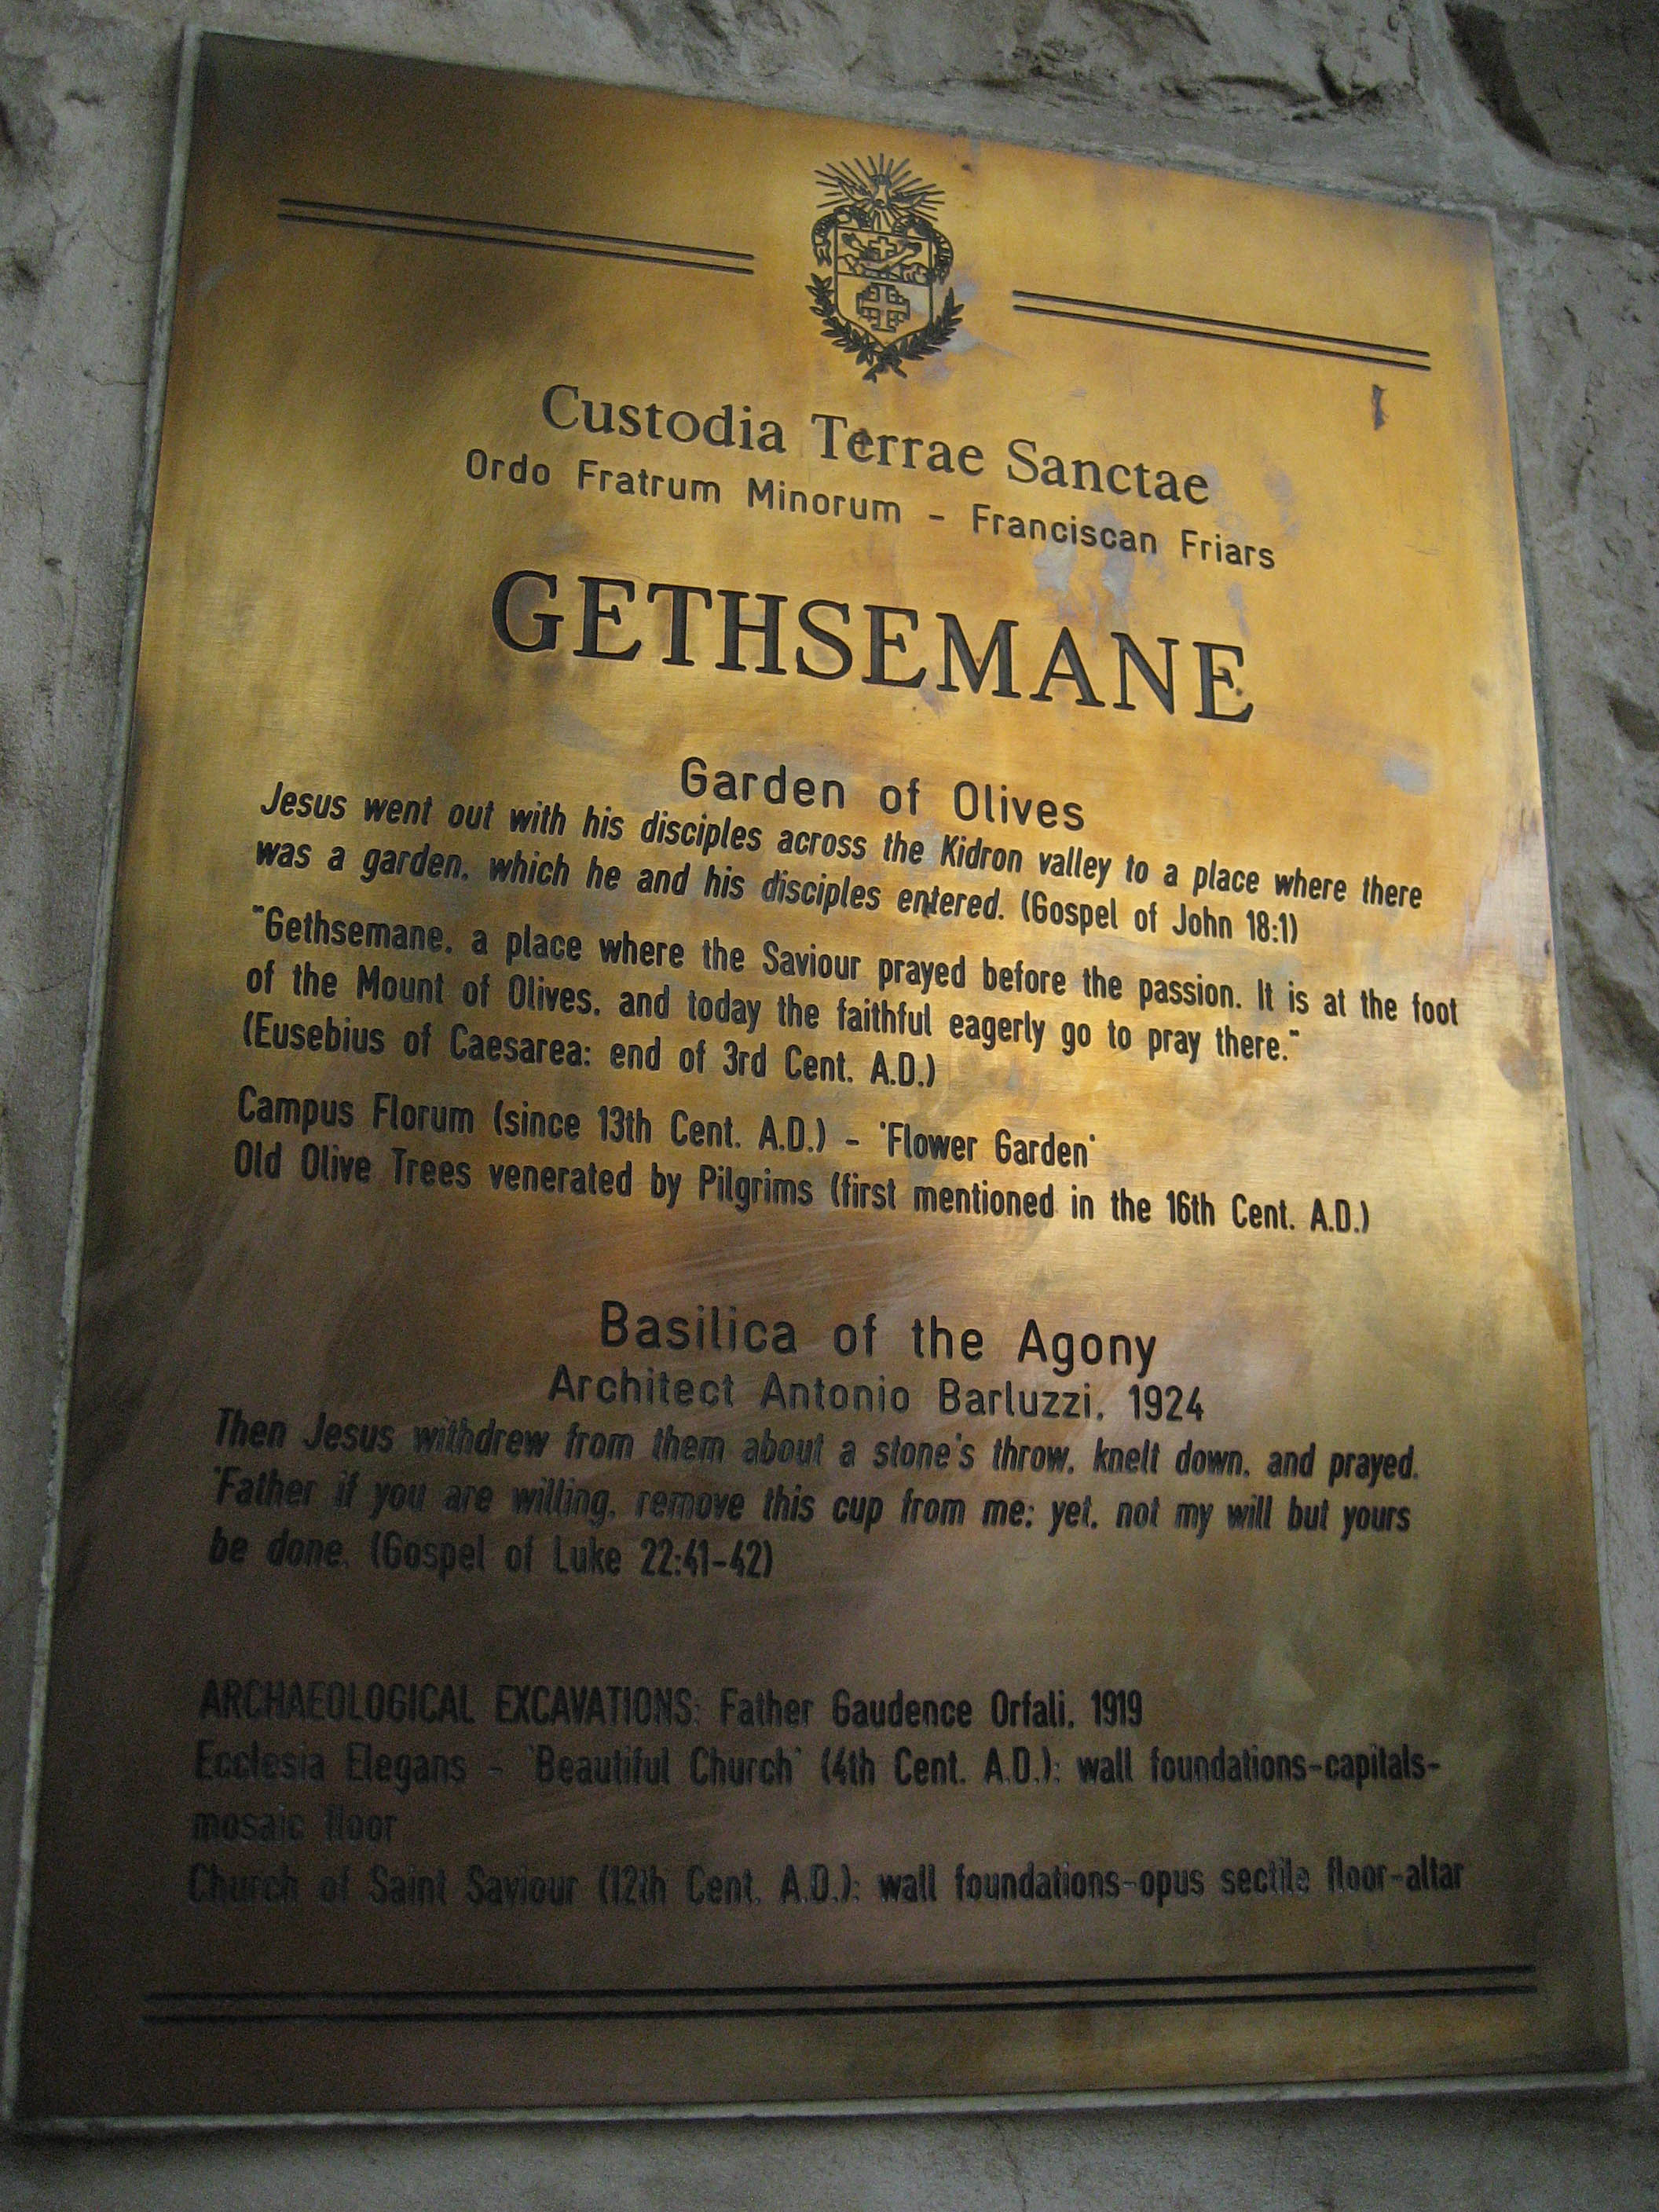 Custodia Terrae Sanctae
Ordo Fratrum Minorum - Franciscan Friars
GETHSEMANE
Garden of Olives
Jesus went out with his disciples across the Kidron valley to a place where there
was a garden, which he and his disciples entered. (Gospel of John 18:1)
"Gethsemane, a place where the Saviour prayed before the passion. It is at the foot
of the Mount of Olives, and today the faithful eagerly go to pray there."
(Eusebius of Caesarea: end of 3rd Cent. A.D.)
Campus Florum (since 13th Cent. A.D.) - 'Flower Garden'
Old Olive Trees venerated by Pilgrims (first mentioned in the 16th Cent. A.D.)
Basilica of the Agony
Architect Antonio Barluzzi, 1924
Then Jesus withdrew from them about a stone's throw, knelt down, and prayed,
'Father if you are willing, remove this cup from me; yet, not my will but yours
be done. (Gospel of Luke 22:41-42)
ARCHAEOLOGICAL EXCAVATIONS: Father Gaudence Orfali, 1919
Ecclesia Elegans - 'Beautiful Church' (4th Cent. A.D.): wall foundations-capitals-
mosaic floor
Church of Saint Saviour (12th Cent. A.D.): wall foundations-opus sectile floor-altar